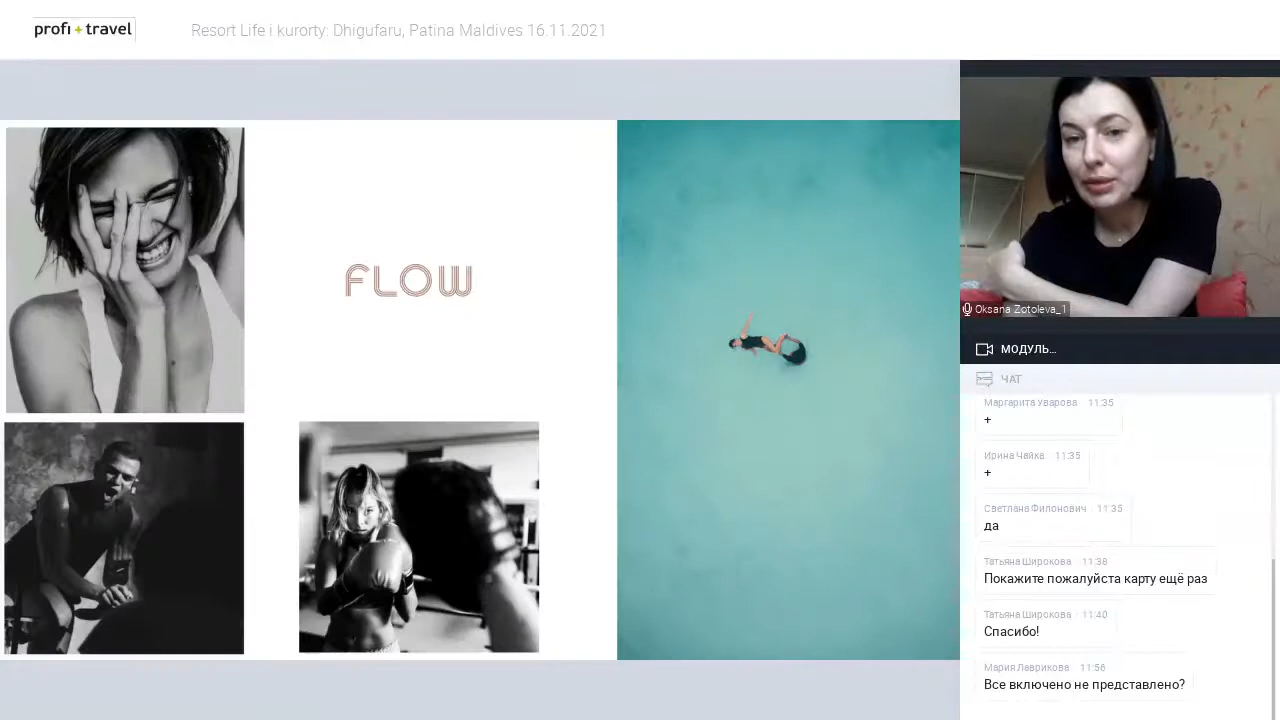 profi + travel
Resort Life i kurorty: Dhigufaru, Patina Maldives 16.11.2021
FLOW
Oksana Zotoleva_1
МОДУЛЬ...
ЧАТ
Маргарита Уварова 11:35
+
Ирина Чайка 11:35
+
Светлана Филонович 11:35
да
Татьяна Широкова 11:38
Покажите пожалуйста карту ещё раз
Татьяна Широкова 11:40
Спасибо!
Мария Лаврикова 11:56
Все включено не представлено?